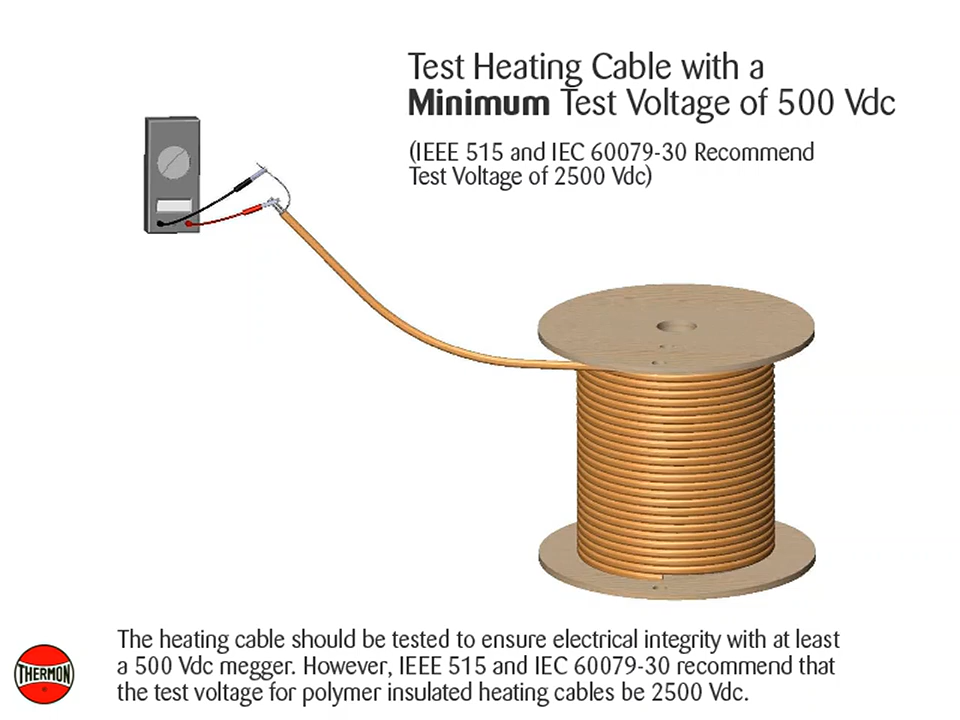 Test Heating Cable with a
Minimum Test Voltage of 500 Vdc
(IEEE 515 and IEC 60079-30 Recommend
Test Voltage of 2500 Vdc)
The heating cable should be tested to ensure electrical integrity with at least
a 500 Vdc megger. However, IEEE 515 and IEC 60079-30 recommend that
the test voltage for polymer insulated heating cables be 2500 Vdc.
THERMON